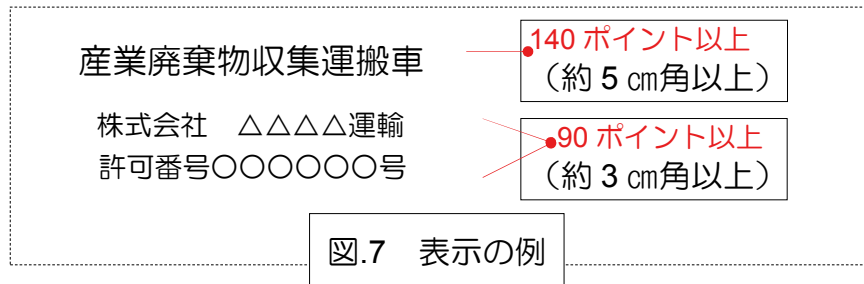 産業廃棄物収集運搬車
140 ポイント以上
（約 5 ㎝角以上）
株式会社　△△△△運輸
許可番号〇〇〇〇〇〇号
90 ポイント以上
（約 3 ㎝角以上）
図.7　表示の例